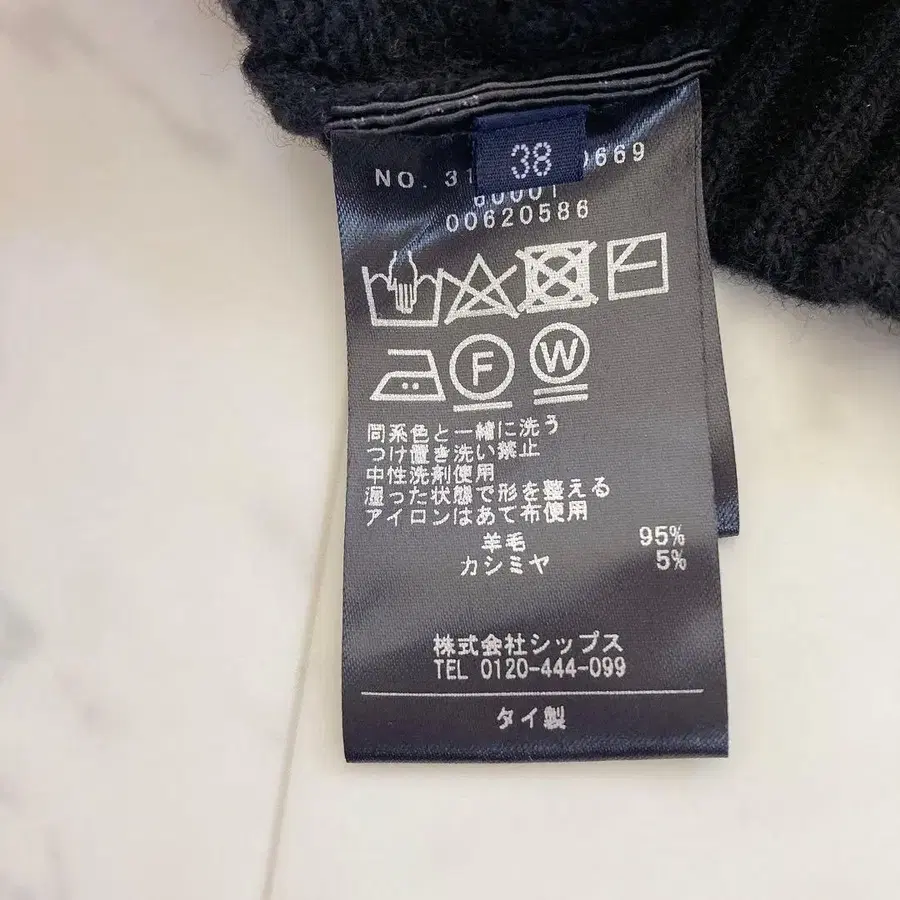 38
NO. 31
0669
60001
00620586
F
W
同系色と一緒に洗う
つけ置き洗い禁止
中性洗剤使用
湿った状態で形を整える
アイロンはあて布使用
羊毛 95%
カシミヤ 5%
株式会社シップス
TEL 0120-444-099
タイ製